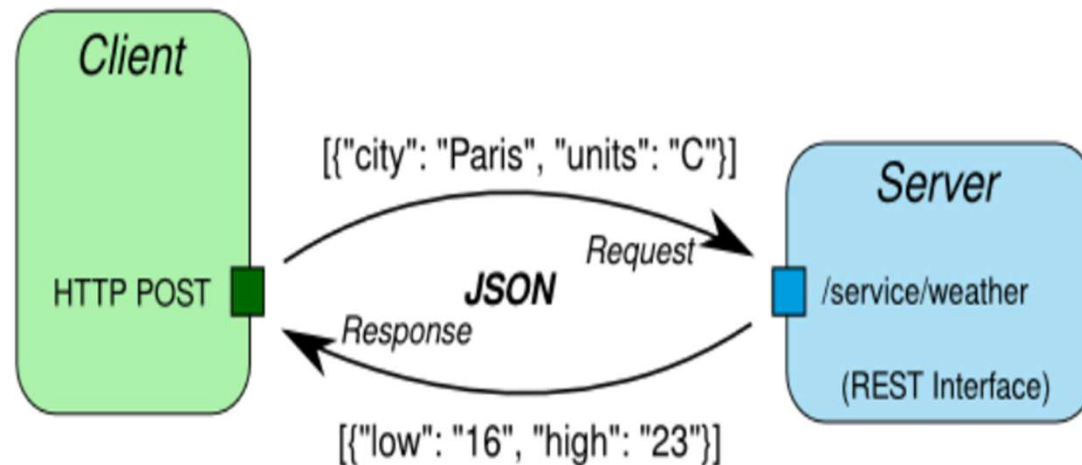 Client
[{"city": "Paris", "units": "C"}]
Server
Request
HTTP POST
JSON
/service/weather
Response
(REST Interface)
[{"low": "16", "high": "23"}]